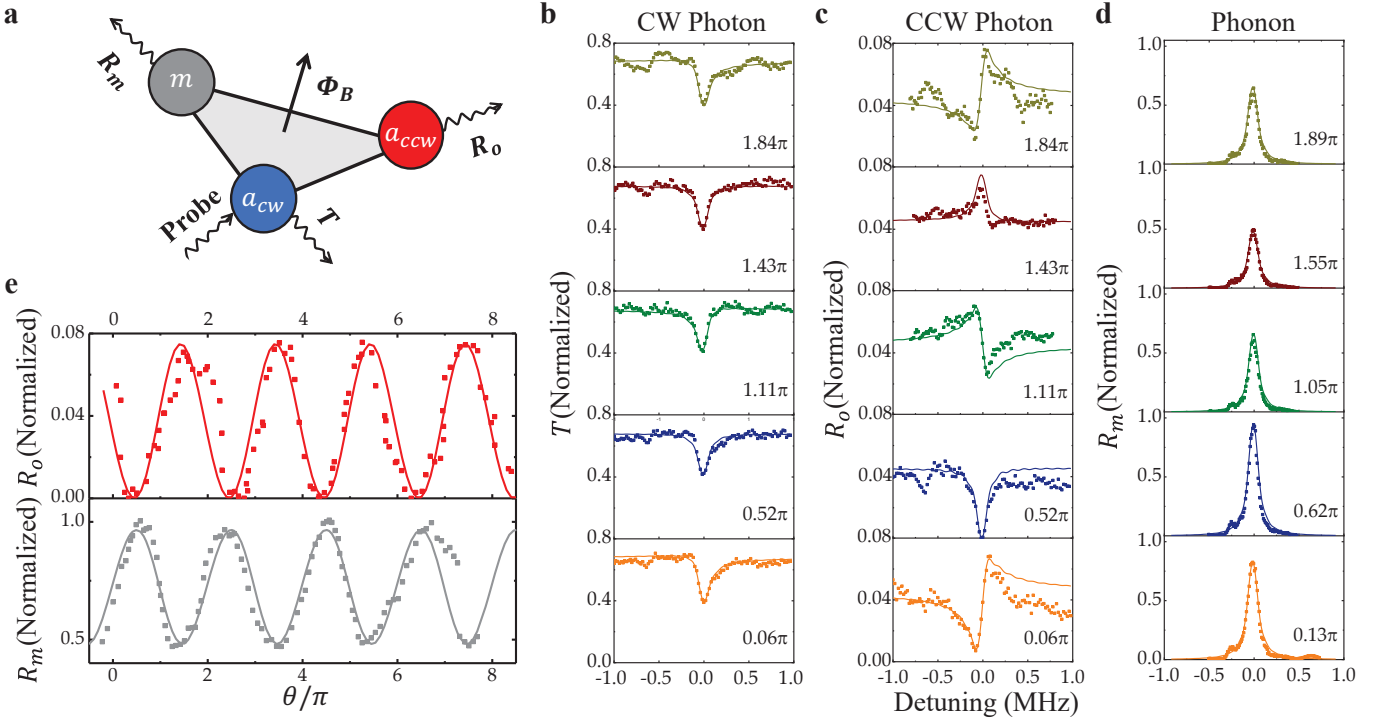 a
R_m
m
Φ_B
a_ccw
R_o
a_cw
Probe
T
b
CW Photon
T (Normalized)
0.8
0.4
1.84π
0.8
0.4
1.43π
0.8
0.4
1.11π
0.8
0.4
0.52π
0.4
0.06π
0.0
-1.0 -0.5 0.0 0.5 1.0
c
CCW Photon
R_o (Normalized)
0.08
0.04
1.84π
0.08
0.04
1.43π
0.08
0.04
1.11π
0.08
0.04
0.52π
0.08
0.04
0.06π
0.00
-1.0 -0.5 0.0 0.5 1.0
Detuning (MHz)
d
Phonon
R_m (Normalized)
1.0
0.5
1.89π
1.0
0.5
1.55π
1.0
0.5
1.05π
1.0
0.5
0.62π
1.0
0.5
0.13π
0.0
-1.0 -0.5 0.0 0.5 1.0
e
0 2 4 6 8
R_o (Normalized)
0.08
0.04
0.00
R_m (Normalized)
1.0
0.5
0 2 4 6 8
θ/π